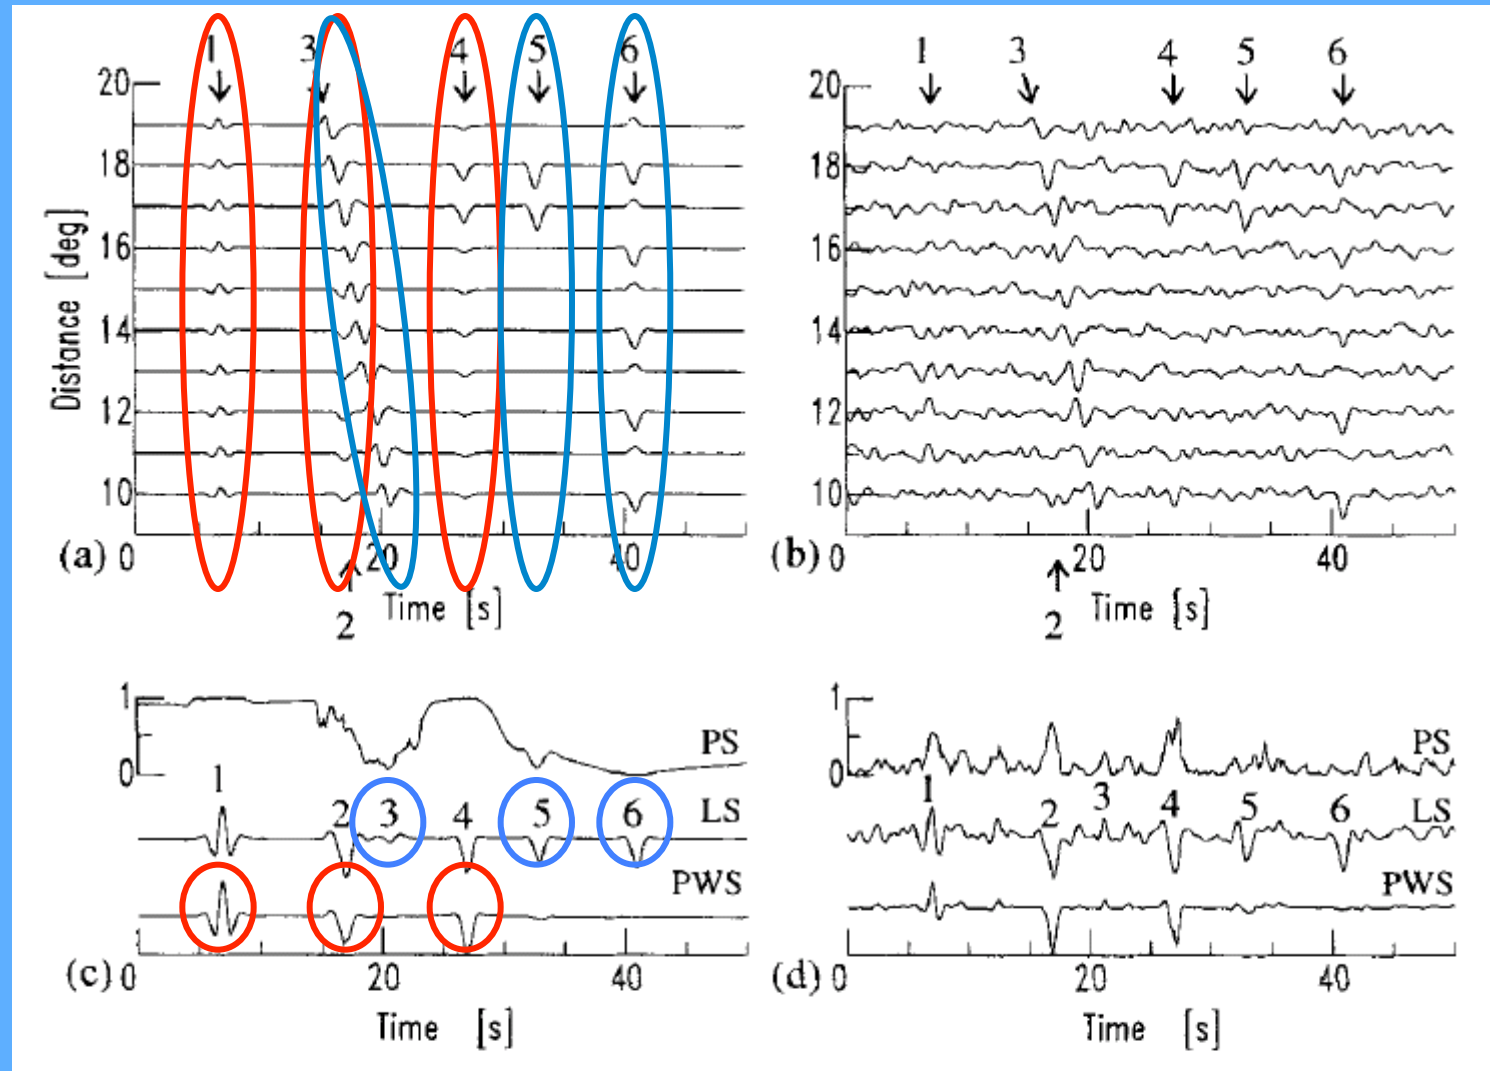 1 3 4 5 6
20
18
16
14
12
10
Distance [deg]
(a) 0 20 40
2 Time [s]
1 3 4 5 6
20
18
16
14
12
10
(b) 0 20 40
2 Time [s]
1
0
PS
1 2 3 4 5 6 LS
PWS
(c) 0 20 40
Time [s]
1
0
PS
1 2 3 4 5 6 LS
PWS
(d) 0 20 40
Time [s]